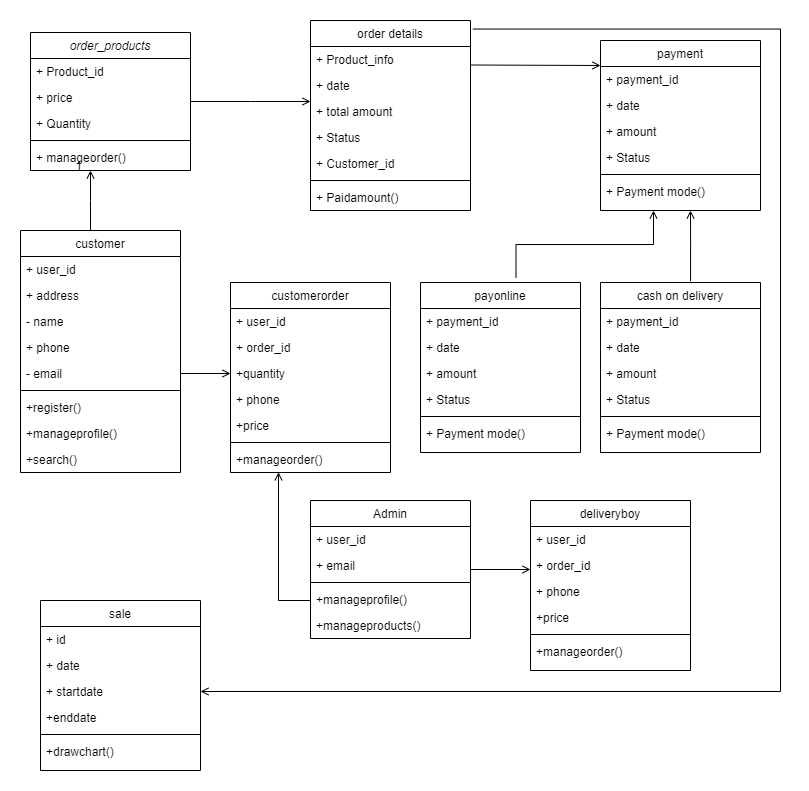 order_products
+ Product_id
+ price
+ Quantity
+ manageorder()
order details
+ Product_info
+ date
+ total amount
+ Status
+ Customer_id
+ Paidamount()
payment
+ payment_id
+ date
+ amount
+ Status
+ Payment mode()
customer
+ user_id
+ address
- name
+ phone
- email
+register()
+manageprofile()
+search()
customerorder
+ user_id
+ order_id
+quantity
+ phone
+price
+manageorder()
payonline
+ payment_id
+ date
+ amount
+ Status
+ Payment mode()
cash on delivery
+ payment_id
+ date
+ amount
+ Status
+ Payment mode()
Admin
+ user_id
+ email
+manageprofile()
+manageproducts()
deliveryboy
+ user_id
+ order_id
+ phone
+price
+manageorder()
sale
+ id
+ date
+ startdate
+enddate
+drawchart()